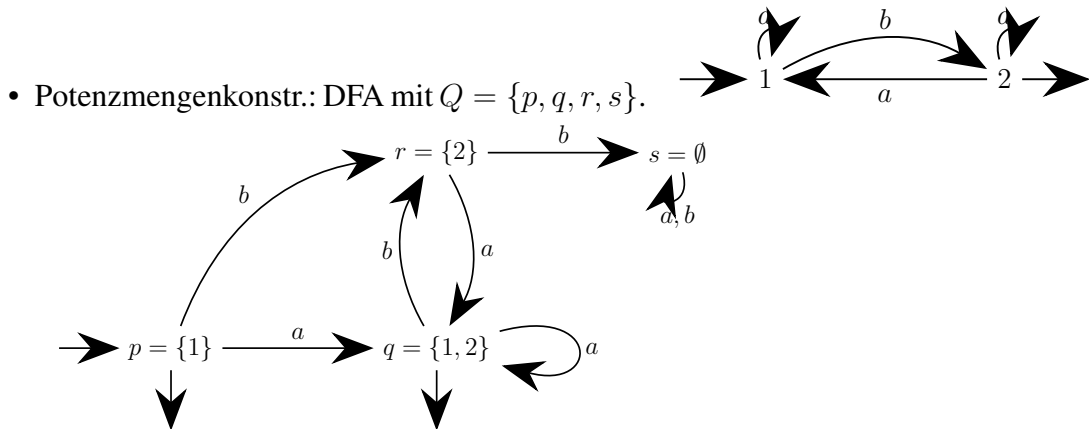 a b a
1 2
a
• Potenzmengenkonstr.: DFA mit Q = {p, q, r, s}.
b
r = {2} s = ∅
b
a, b
b a
a
p = {1} q = {1, 2} a